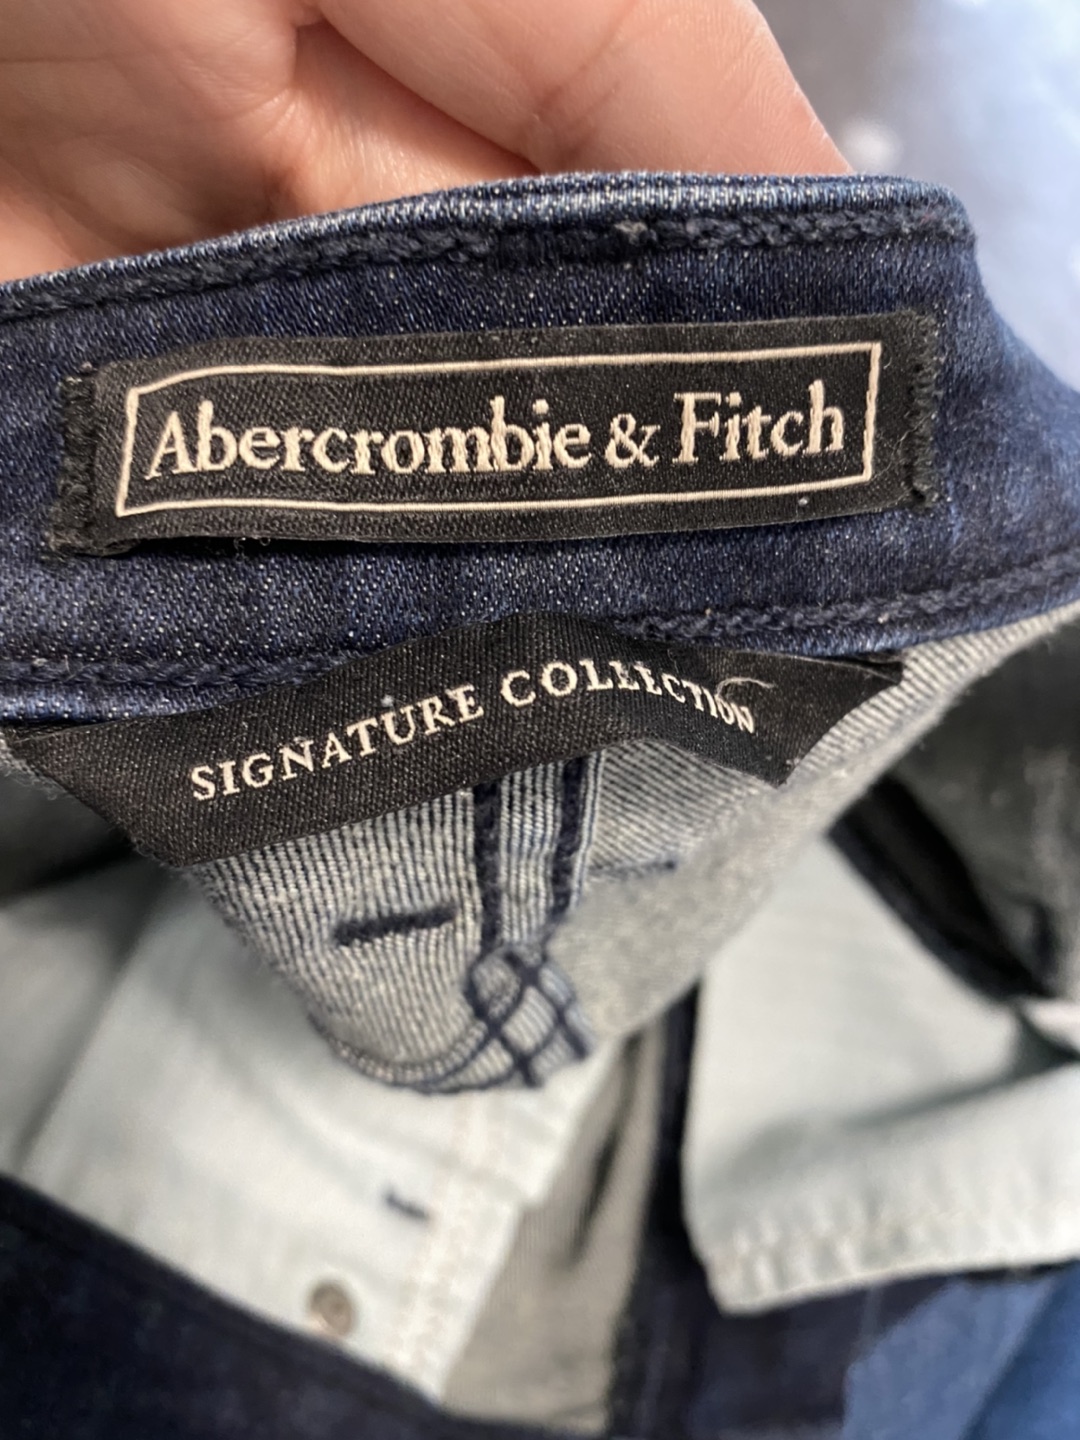 Abercrombie & Fitch
SIGNATURE COLLECTION